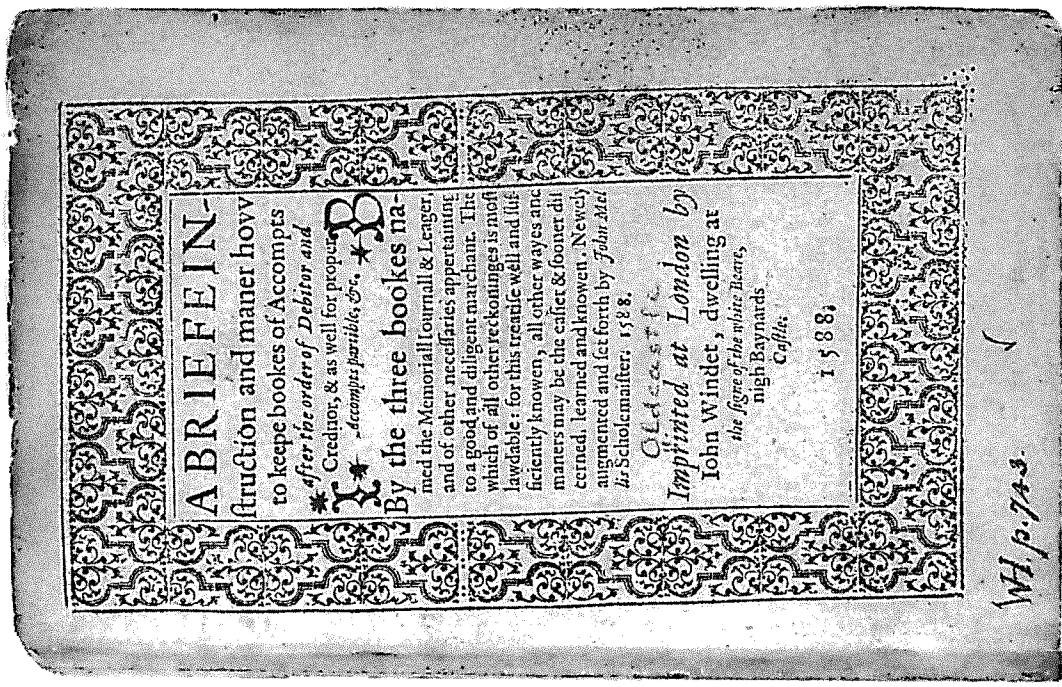 A BRIEFE IN-
ſtruction and maner hovv
to keepe bookes of Accompts
after the order of Debitor and
Creditor, & as well for proper
Accompts partible, &c.
By the three bookes na-
med the Memoriall Iournall & Leager,
and of other neceſſaries appertaining
to a good and diligent marchant. The
which of all other reckoninges is moſt
lawdable : for this treatiſe well and ſuf
ficiently knowen, all other wayes and
maners may be the eaſier & ſooner diſ
cerned, learned and knowen. Newely
augmented and ſet forth by John Mel
lis Scholemaiſter. 1588.
Oldcastle
Imprinted at London by
Iohn Windet, dwelling at
the ſigne of the white Beare,
nigh Baynards
Caſtle.
1588.
WH. p. 743.